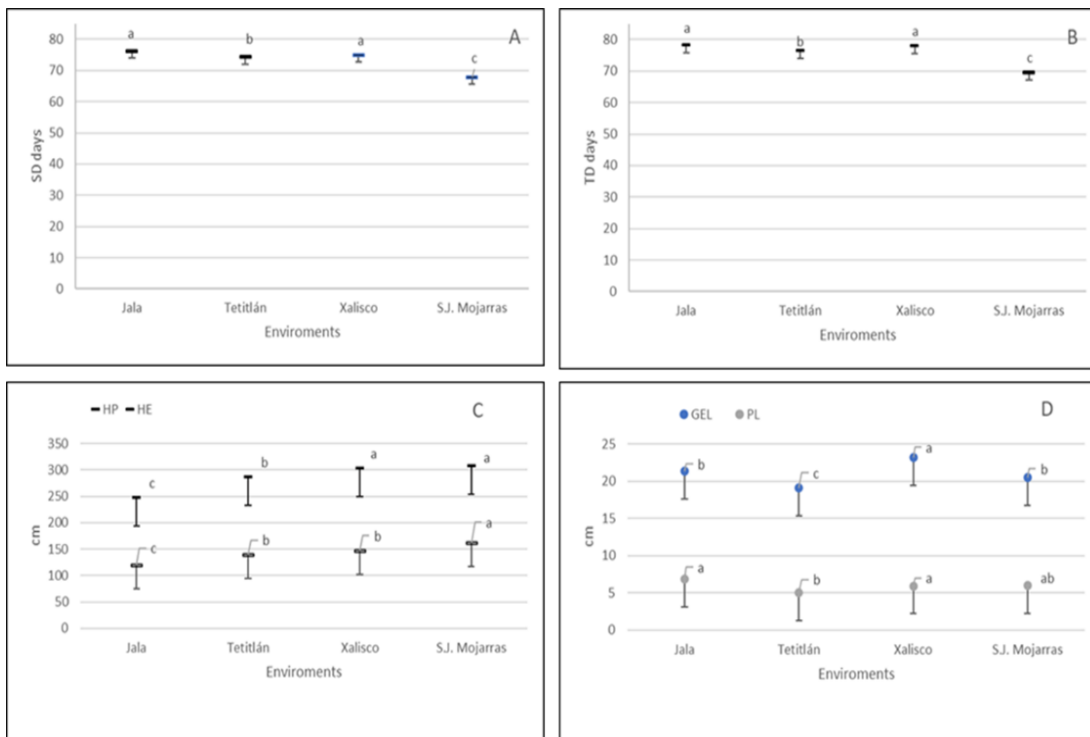 A
SD days
80
70
60
50
40
30
20
10
0
a
b
a
c
Jala Tetitlán Xalisco S.J. Mojarras
Enviroments
B
TD days
80
70
60
50
40
30
20
10
0
a
b
a
c
Jala Tetitlán Xalisco S.J. Mojarras
Enviroments
HP HE
C
cm
350
300
250
200
150
100
50
0
c
b
a
a
c
b
b
a
Jala Tetitlán Xalisco S.J. Mojarras
Enviroments
GEL PL
D
cm
25
20
15
10
5
0
b
c
a
b
a
b
a
ab
Jala Tetitlán Xalisco S.J. Mojarras
Enviroments